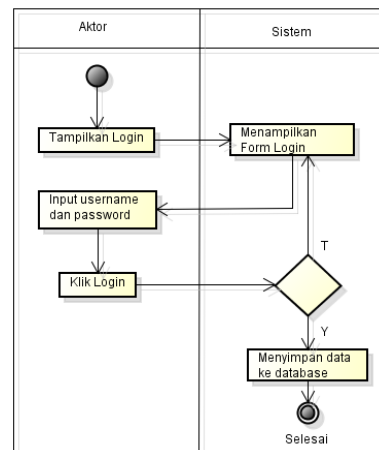 Aktor
Sistem
Tampilkan Login
Menampilkan
Form Login
Input username
dan password
Klik Login
T
Y
Menyimpan data
ke database
Selesai